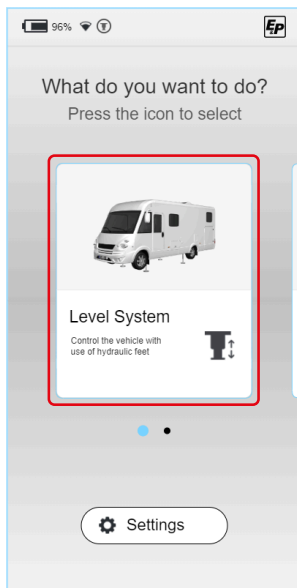 96%
EP
What do you want to do?
Press the icon to select
Level System
Control the vehicle with
use of hydraulic feet
Settings